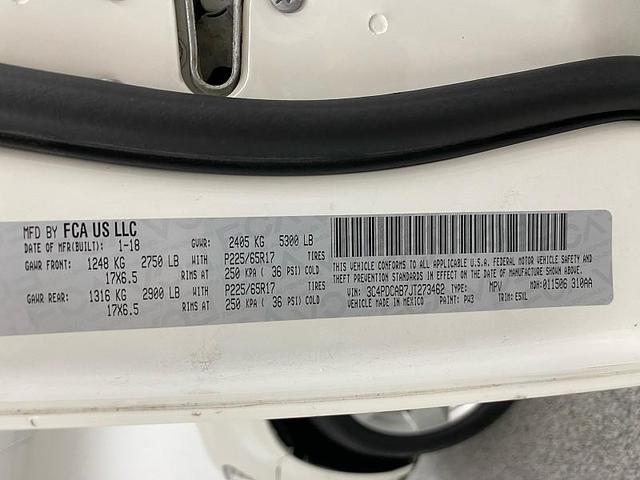 MFD BY FCA US LLC
DATE OF MFR(BUILT): 1-18 GVWR: 2405 KG 5300 LB
GAWR FRONT: 1248 KG 2750 LB WITH P225/65R17 TIRES
17X6.5 RIMS AT 250 KPA ( 36 PSI) COLD
GAWR REAR: 1316 KG 2900 LB WITH P225/65R17 TIRES
17X6.5 RIMS AT 250 KPA ( 36 PSI) COLD
THIS VEHICLE CONFORMS TO ALL APPLICABLE U.S.A. FEDERAL MOTOR VEHICLE SAFETY AND
THEFT PREVENTION STANDARDS IN EFFECT ON THE DATE OF MANUFACTURE SHOWN ABOVE.
VIN: 3C4PDCAB7JT273462 TYPE: MPV MDH: 011506 310AA
VEHICLE MADE IN MEXICO PAINT: PW3 TRIM: E5XL